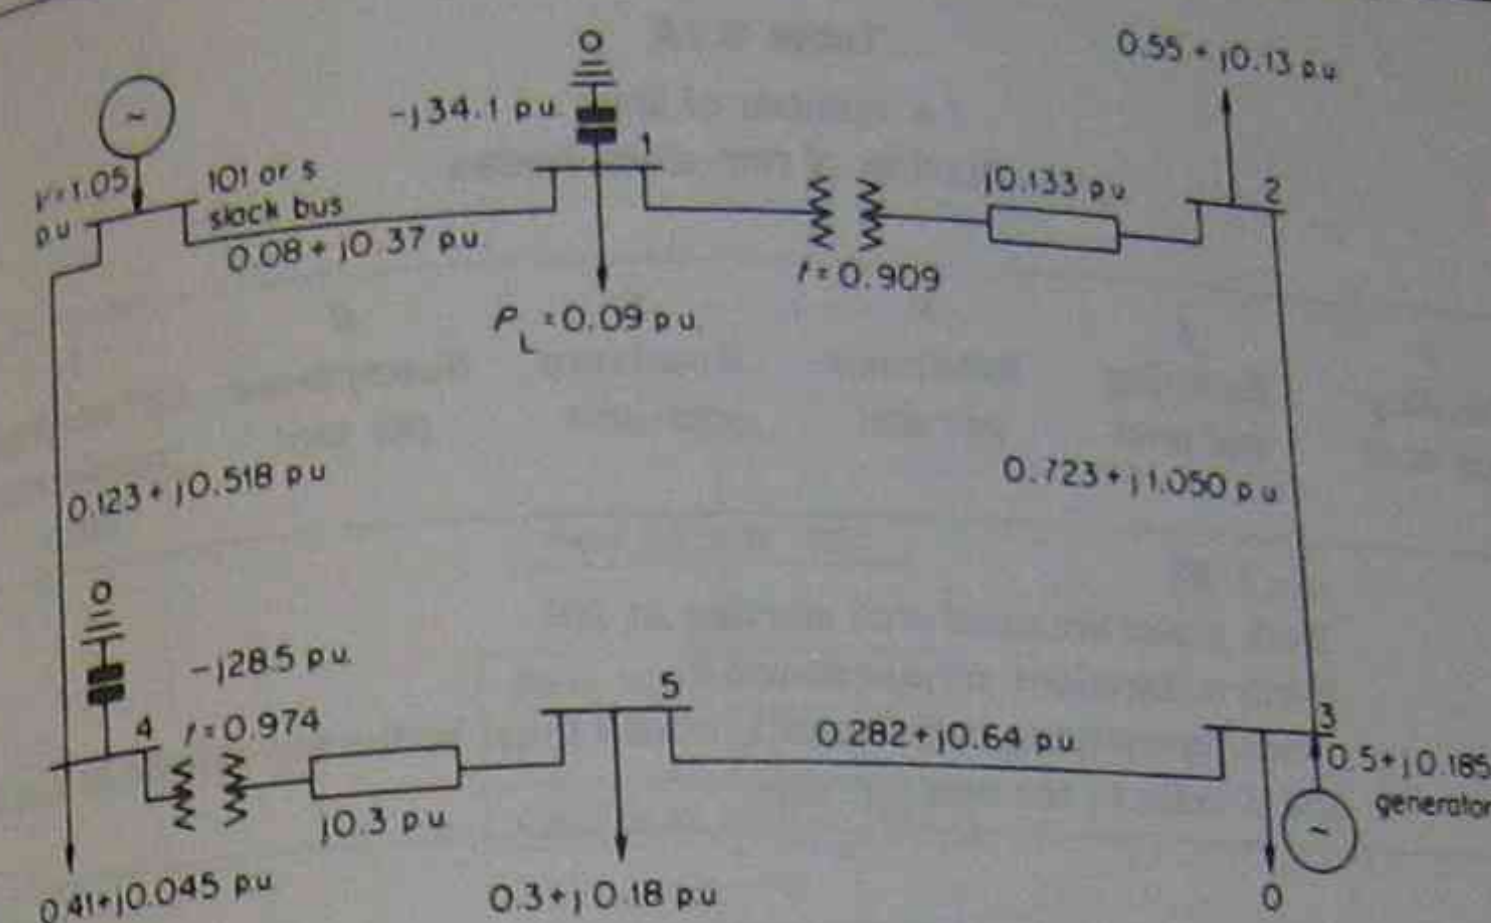 0
0.55 + j0.13 p.u.
-j34.1 p.u.
~
1
V=1.05
p u
101 or s
slack bus
j0.133 p u
2
0.08 + j0.37 p u
t = 0.909
P_L = 0.09 p u.
0.123 + j0.518 p u
0.723 + j1.050 p u
0
-j28.5 p u.
5
4
t = 0.974
0.282 + j0.64 p u
3
0.5 + j0.185
generator
j0.3 p u
~
0.41+j0.045 p.u
0.3 + j0.18 p.u
0